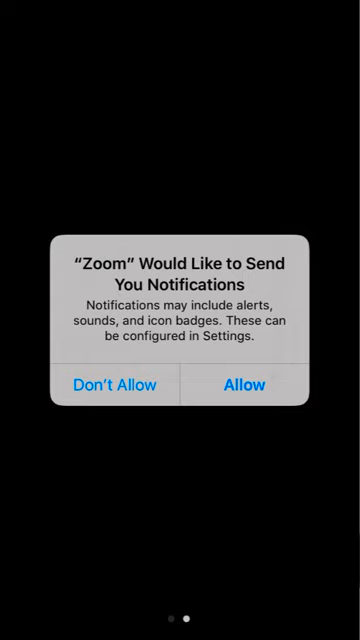 “Zoom” Would Like to Send
You Notifications
Notifications may include alerts,
sounds, and icon badges. These can
be configured in Settings.
Don’t Allow
Allow